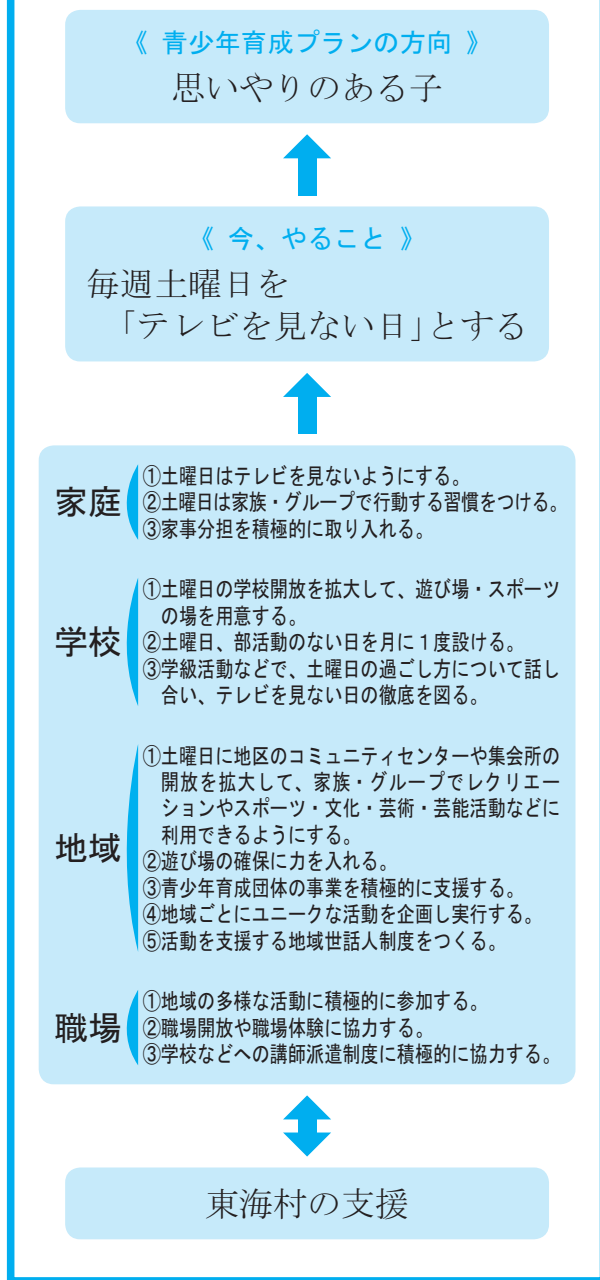 《 青少年育成プランの方向 》
思いやりのある子
《 今、やること 》
毎週土曜日を
「テレビを見ない日」とする
家庭
①土曜日はテレビを見ないようにする。
②土曜日は家族・グループで行動する習慣をつける。
③家事分担を積極的に取り入れる。
学校
①土曜日の学校開放を拡大して、遊び場・スポーツ
の場を用意する。
②土曜日、部活動のない日を月に１度設ける。
③学級活動などで、土曜日の過ごし方について話し
合い、テレビを見ない日の徹底を図る。
地域
①土曜日に地区のコミュニティセンターや集会所の
開放を拡大して、家族・グループでレクリエー
ションやスポーツ・文化・芸術・芸能活動などに
利用できるようにする。
②遊び場の確保に力を入れる。
③青少年育成団体の事業を積極的に支援する。
④地域ごとにユニークな活動を企画し実行する。
⑤活動を支援する地域世話人制度をつくる。
職場
①地域の多様な活動に積極的に参加する。
②職場開放や職場体験に協力する。
③学校などへの講師派遣制度に積極的に協力する。
東海村の支援